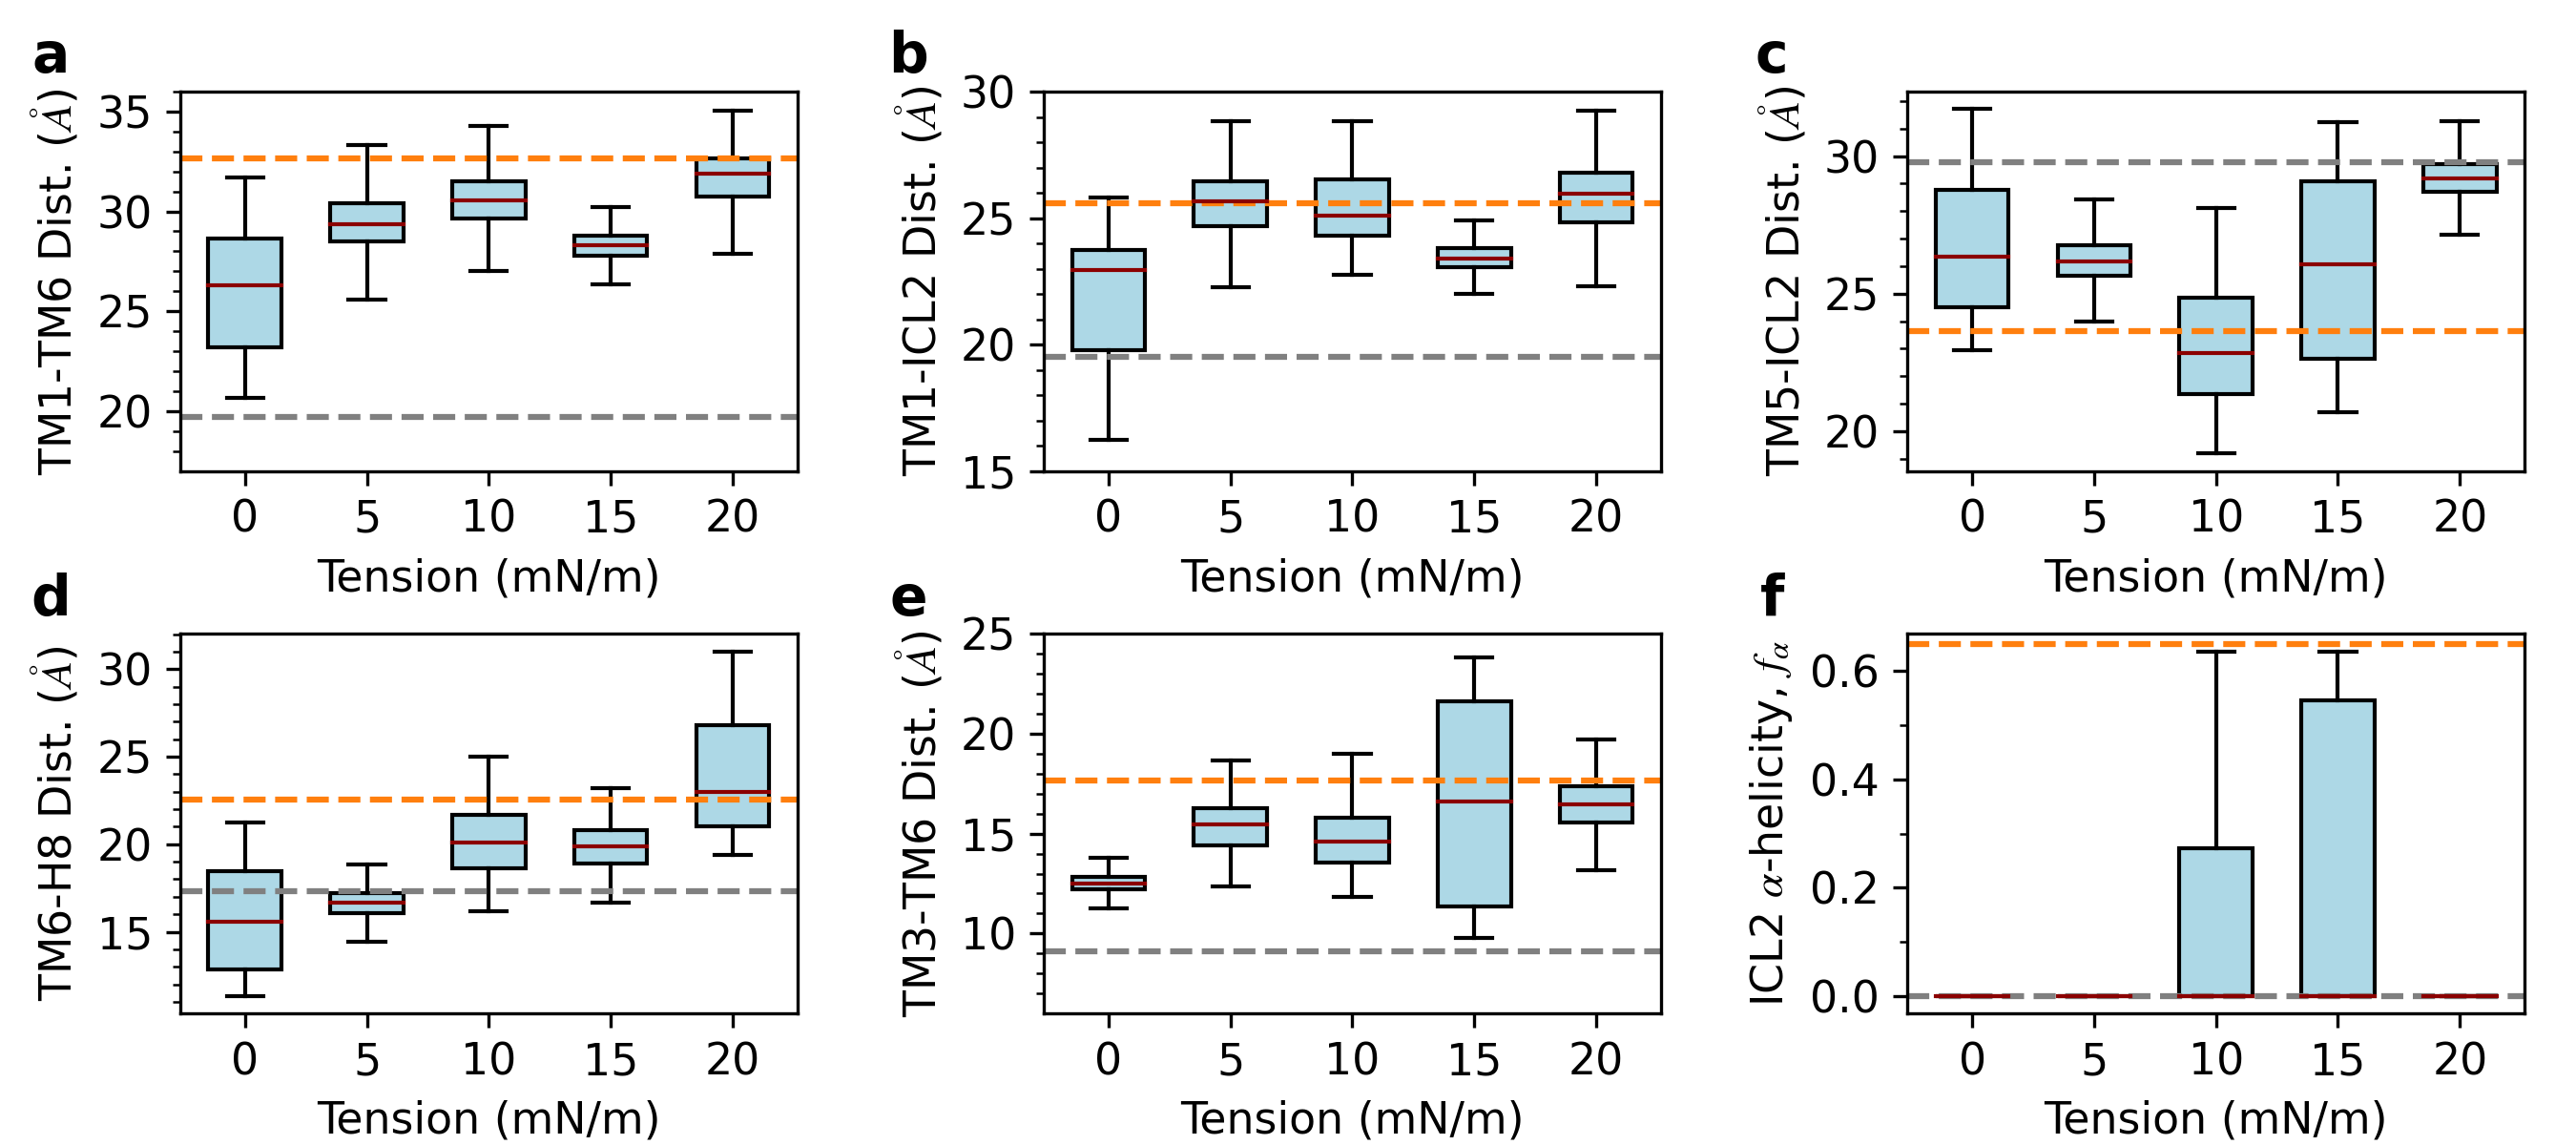 a
TM1-TM6 Dist. (Å)
35
30
25
20
0 5 10 15 20
Tension (mN/m)
b
TM1-ICL2 Dist. (Å)
30
25
20
15
0 5 10 15 20
Tension (mN/m)
c
TM5-ICL2 Dist. (Å)
30
25
20
0 5 10 15 20
Tension (mN/m)
d
TM6-H8 Dist. (Å)
30
25
20
15
0 5 10 15 20
Tension (mN/m)
e
TM3-TM6 Dist. (Å)
25
20
15
10
0 5 10 15 20
Tension (mN/m)
f
ICL2 α-helicity, fα
0.6
0.4
0.2
0.0
0 5 10 15 20
Tension (mN/m)